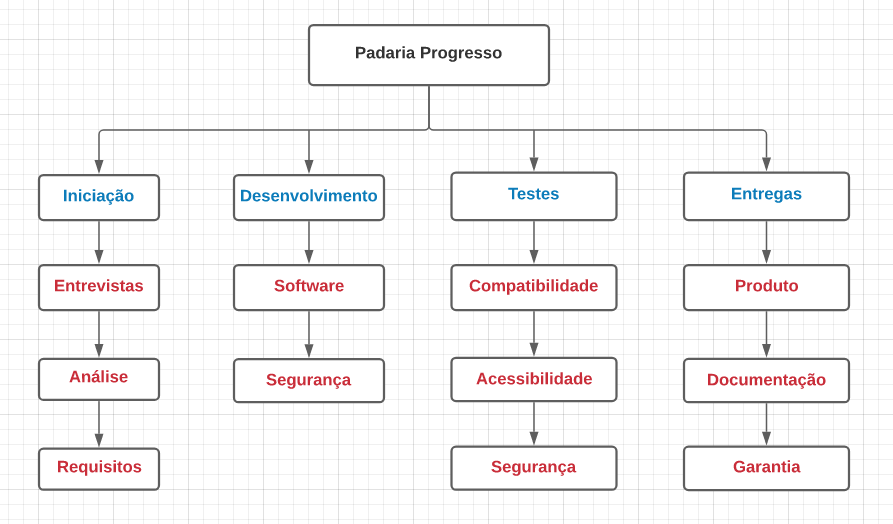 Padaria Progresso
Iniciação
Desenvolvimento
Testes
Entregas
Entrevistas
Software
Compatibilidade
Produto
Análise
Segurança
Acessibilidade
Documentação
Requisitos
Segurança
Garantia